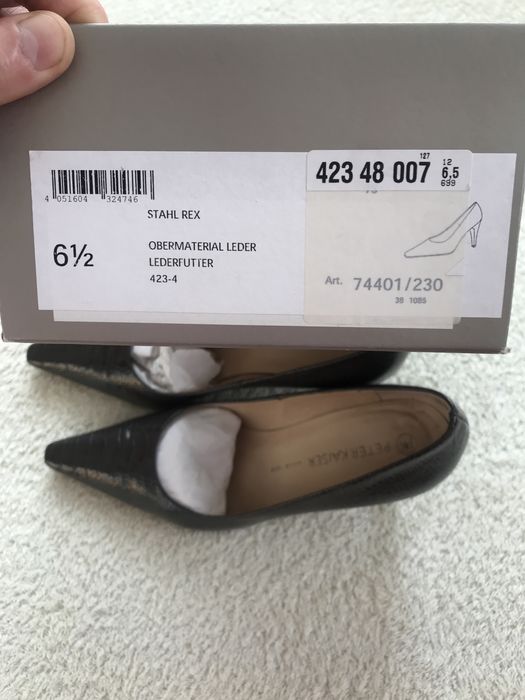 423 48 007
127
12
6,5
699
4 051604 324746
STAHL REX
6½
OBERMATERIAL LEDER
LEDERFUTTER
423-4
Art. 74401/230
38 1085
PETER KAISER